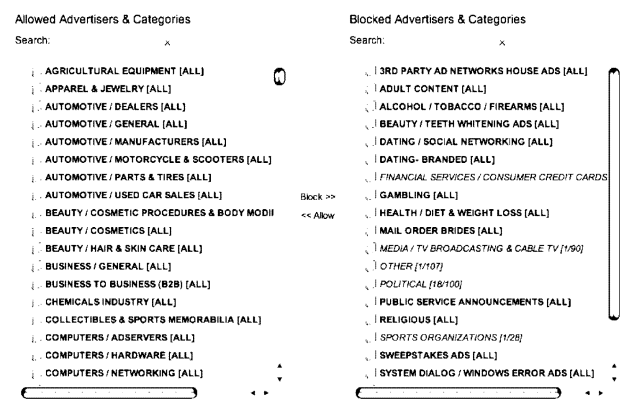 Allowed Advertisers & Categories
Search:
AGRICULTURAL EQUIPMENT [ALL]
APPAREL & JEWELRY [ALL]
AUTOMOTIVE / DEALERS [ALL]
AUTOMOTIVE / GENERAL [ALL]
AUTOMOTIVE / MANUFACTURERS [ALL]
AUTOMOTIVE / MOTORCYCLE & SCOOTERS [ALL]
AUTOMOTIVE / PARTS & TIRES [ALL]
AUTOMOTIVE / USED CAR SALES [ALL]
BEAUTY / COSMETIC PROCEDURES & BODY MODII
BEAUTY / COSMETICS [ALL]
BEAUTY / HAIR & SKIN CARE [ALL]
BUSINESS / GENERAL [ALL]
BUSINESS TO BUSINESS (B2B) [ALL]
CHEMICALS INDUSTRY [ALL]
COLLECTIBLES & SPORTS MEMORABILIA [ALL]
COMPUTERS / ADSERVERS [ALL]
COMPUTERS / HARDWARE [ALL]
COMPUTERS / NETWORKING [ALL]
Block >>
<< Allow
Blocked Advertisers & Categories
Search:
3RD PARTY AD NETWORKS HOUSE ADS [ALL]
ADULT CONTENT [ALL]
ALCOHOL / TOBACCO / FIREARMS [ALL]
BEAUTY / TEETH WHITENING ADS [ALL]
DATING / SOCIAL NETWORKING [ALL]
DATING- BRANDED [ALL]
FINANCIAL SERVICES / CONSUMER CREDIT CARDS
GAMBLING [ALL]
HEALTH / DIET & WEIGHT LOSS [ALL]
MAIL ORDER BRIDES [ALL]
MEDIA / TV BROADCASTING & CABLE TV [1/90]
OTHER [1/107]
POLITICAL [18/100]
PUBLIC SERVICE ANNOUNCEMENTS [ALL]
RELIGIOUS [ALL]
SPORTS ORGANIZATIONS [1/28]
SWEEPSTAKES ADS [ALL]
SYSTEM DIALOG / WINDOWS ERROR ADS [ALL]